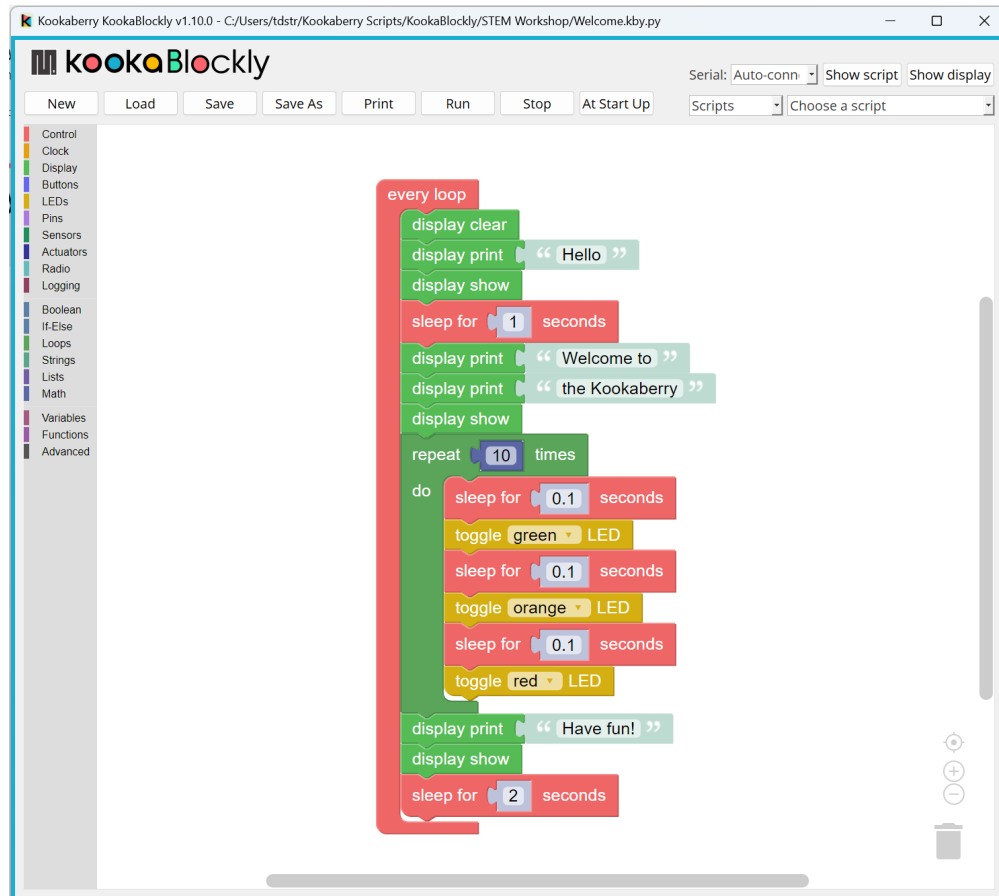 Kookaberry KookaBlockly v1.10.0 - C:/Users/tdstr/Kookaberry Scripts/KookaBlockly/STEM Workshop/Welcome.kby.py
kookaBlockly
Serial: Auto-conn Show script Show display
New Load Save Save As Print Run Stop At Start Up Scripts Choose a script
Control
Clock
Display
Buttons
LEDs
Pins
Sensors
Actuators
Radio
Logging
Boolean
If-Else
Loops
Strings
Lists
Math
Variables
Functions
Advanced
every loop
display clear
display print “ Hello ”
display show
sleep for 1 seconds
display print “ Welcome to ”
display print “ the Kookaberry ”
display show
repeat 10 times
do sleep for 0.1 seconds
toggle green LED
sleep for 0.1 seconds
toggle orange LED
sleep for 0.1 seconds
toggle red LED
display print “ Have fun! ”
display show
sleep for 2 seconds